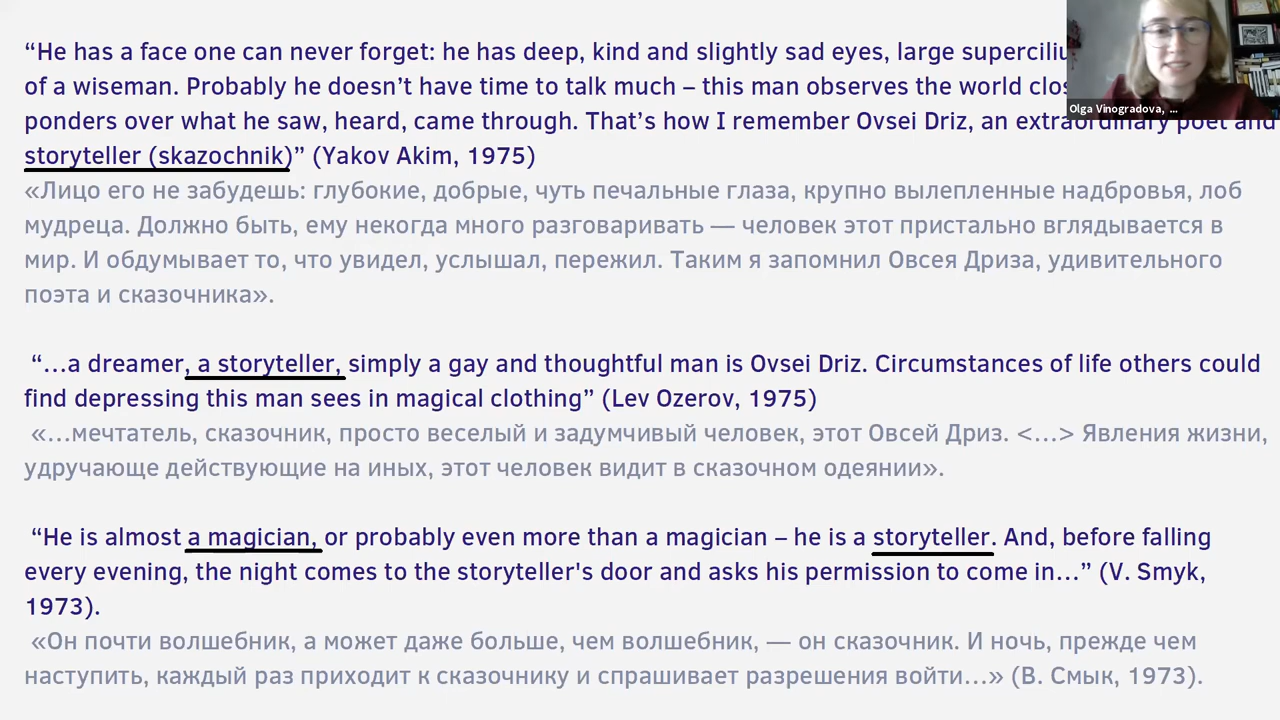 “He has a face one can never forget: he has deep, kind and slightly sad eyes, large
of a wiseman. Probably he doesn’t have time to talk much – this man observes the world
ponders over what he saw, heard, came through. That’s how I remember Ovsei Driz, an extraordinary poet and
storyteller (skazochnik)” (Yakov Akim, 1975)
«Лицо его не забудешь: глубокие, добрые, чуть печальные глаза, крупно вылепленные надбровья, лоб
мудреца. Должно быть, ему некогда много разговаривать — человек этот пристально вглядывается в
мир. И обдумывает то, что увидел, услышал, пережил. Таким я запомнил Овсея Дриза, удивительного
поэта и сказочника».
“…a dreamer, a storyteller, simply a gay and thoughtful man is Ovsei Driz. Circumstances of life others could
find depressing this man sees in magical clothing” (Lev Ozerov, 1975)
«…мечтатель, сказочник, просто веселый и задумчивый человек, этот Овсей Дриз. <…> Явления жизни,
удручающе действующие на иных, этот человек видит в сказочном одеянии».
“He is almost a magician, or probably even more than a magician – he is a storyteller. And, before falling
every evening, the night comes to the storyteller's door and asks his permission to come in…” (V. Smyk,
1973).
«Он почти волшебник, а может даже больше, чем волшебник, — он сказочник. И ночь, прежде чем
наступить, каждый раз приходит к сказочнику и спрашивает разрешения войти…» (В. Смык, 1973).
Olga Vinogradova, ...